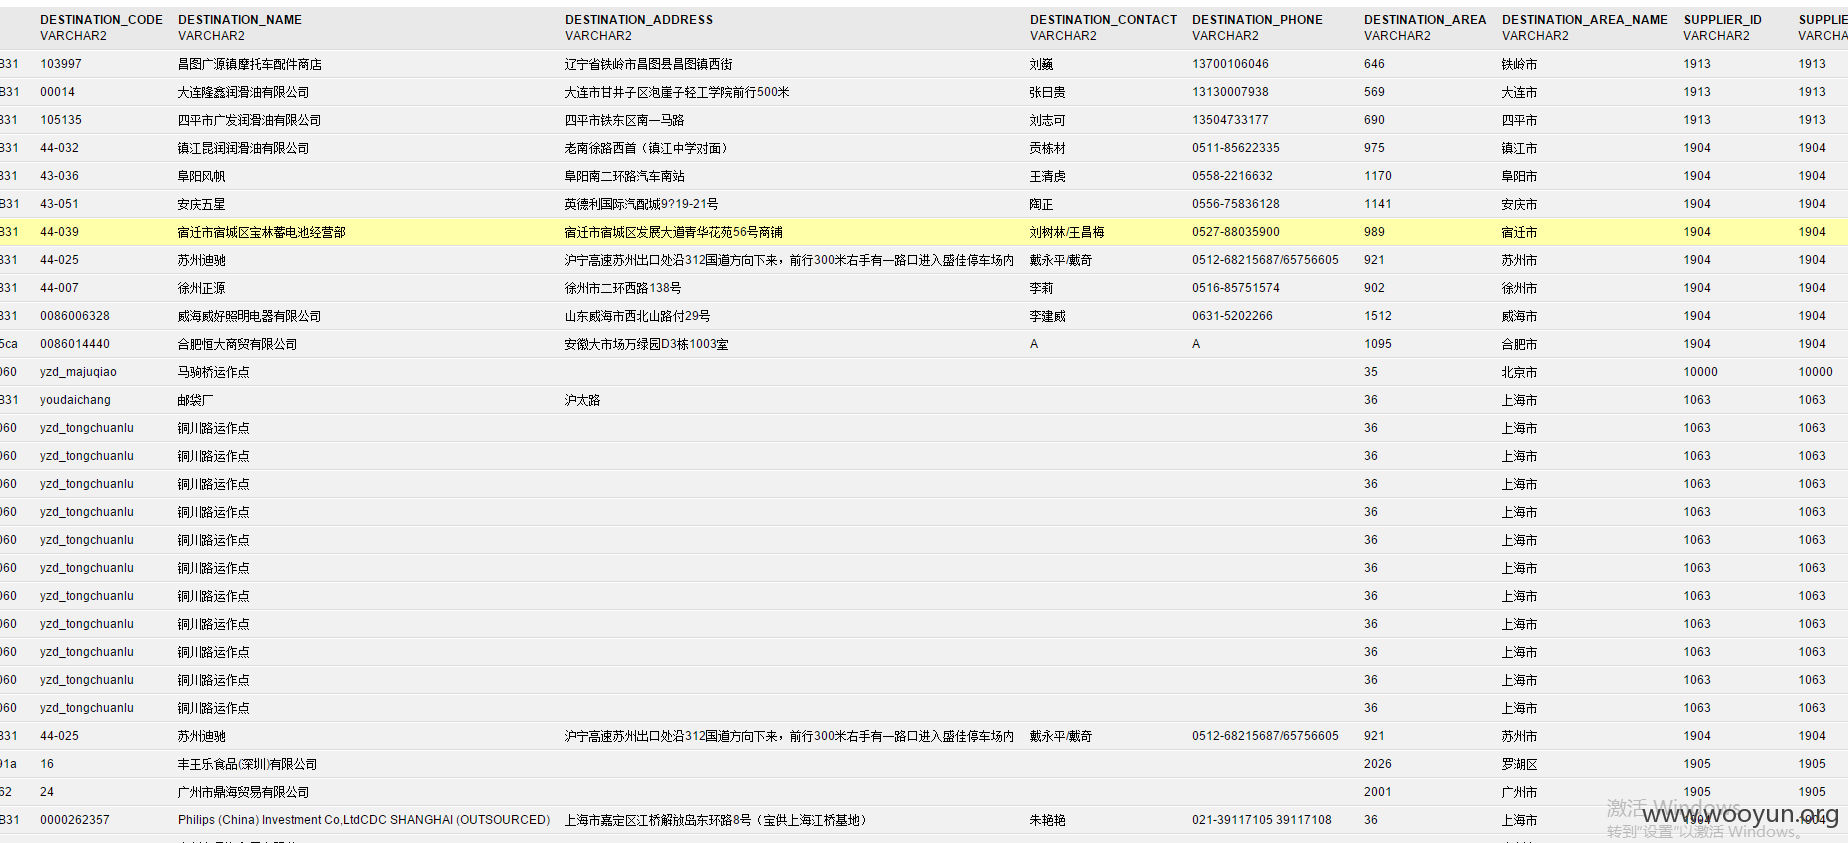 DESTINATION_CODE DESTINATION_NAME DESTINATION_ADDRESS DESTINATION_CONTACT DESTINATION_PHONE DESTINATION_AREA DESTINATION_AREA_NAME SUPPLIER_ID SUPPLIE
VARCHAR2 VARCHAR2 VARCHAR2 VARCHAR2 VARCHAR2 VARCHAR2 VARCHAR2 VARCHAR2 VARCHA
B31 103997 昌图广源镇摩托车配件商店 辽宁省铁岭市昌图县昌图镇西街 刘巍 13700106046 646 铁岭市 1913 1913
B31 00014 大连隆鑫润滑油有限公司 大连市甘井子区泡崖子轻工学院前行500米 张日贵 13130007938 569 大连市 1913 1913
B31 105135 四平市广发润滑油有限公司 四平市铁东区南一马路 刘志可 13504733177 690 四平市 1913 1913
B31 44-032 镇江昆润润滑油有限公司 老南徐路西首（镇江中学对面） 贡栋材 0511-85622335 975 镇江市 1904 1904
B31 43-036 阜阳风帆 阜阳南二环路汽车南站 王清虎 0558-2216632 1170 阜阳市 1904 1904
B31 43-051 安庆五星 英德利国际汽配城9?19-21号 陶正 0556-75836128 1141 安庆市 1904 1904
B31 44-039 宿迁市宿城区宝林蓄电池经营部 宿迁市宿城区发展大道青华花苑56号商铺 刘树林/王昌梅 0527-88035900 989 宿迁市 1904 1904
B31 44-025 苏州迪驰 沪宁高速苏州出口处沿312国道方向下来，前行300米右手有一路口进入盛佳停车场内 戴永平/戴奇 0512-68215687/65756605 921 苏州市 1904 1904
B31 44-007 徐州正源 徐州市二环西路138号 李莉 0516-85751574 902 徐州市 1904 1904
B31 0086006328 威海威好照明电器有限公司 山东威海市西北山路付29号 李建威 0631-5202266 1512 威海市 1904 1904
5ca 0086014440 合肥恒大商贸有限公司 安徽大市场万绿园D3栋1003室 A A 1095 合肥市 1904 1904
060 yzd_majuqiao 马驹桥运作点 35 北京市 10000 10000
B31 youdaichang 邮袋厂 沪太路 36 上海市 1063 1063
060 yzd_tongchuanlu 铜川路运作点 36 上海市 1063 1063
060 yzd_tongchuanlu 铜川路运作点 36 上海市 1063 1063
060 yzd_tongchuanlu 铜川路运作点 36 上海市 1063 1063
060 yzd_tongchuanlu 铜川路运作点 36 上海市 1063 1063
060 yzd_tongchuanlu 铜川路运作点 36 上海市 1063 1063
060 yzd_tongchuanlu 铜川路运作点 36 上海市 1063 1063
060 yzd_tongchuanlu 铜川路运作点 36 上海市 1063 1063
060 yzd_tongchuanlu 铜川路运作点 36 上海市 1063 1063
060 yzd_tongchuanlu 铜川路运作点 36 上海市 1063 1063
060 yzd_tongchuanlu 铜川路运作点 36 上海市 1063 1063
060 yzd_tongchuanlu 铜川路运作点 36 上海市 1063 1063
B31 44-025 苏州迪驰 沪宁高速苏州出口处沿312国道方向下来，前行300米右手有一路口进入盛佳停车场内 戴永平/戴奇 0512-68215687/65756605 921 苏州市 1904 1904
91a 16 丰王乐食品(深圳)有限公司 2026 罗湖区 1905 1905
62 24 广州市鼎海贸易有限公司 2001 广州市 1905 1905
B31 0000262357 Philips (China) Investment Co,LtdCDC SHANGHAI (OUTSOURCED) 上海市嘉定区江桥解放岛东环路8号（宝供上海江桥基地） 朱艳艳 021-39117105 39117108 36 上海市 1904 1904
激活 Windows
www.wooyun.org
转到"设置"以激活 Windows。